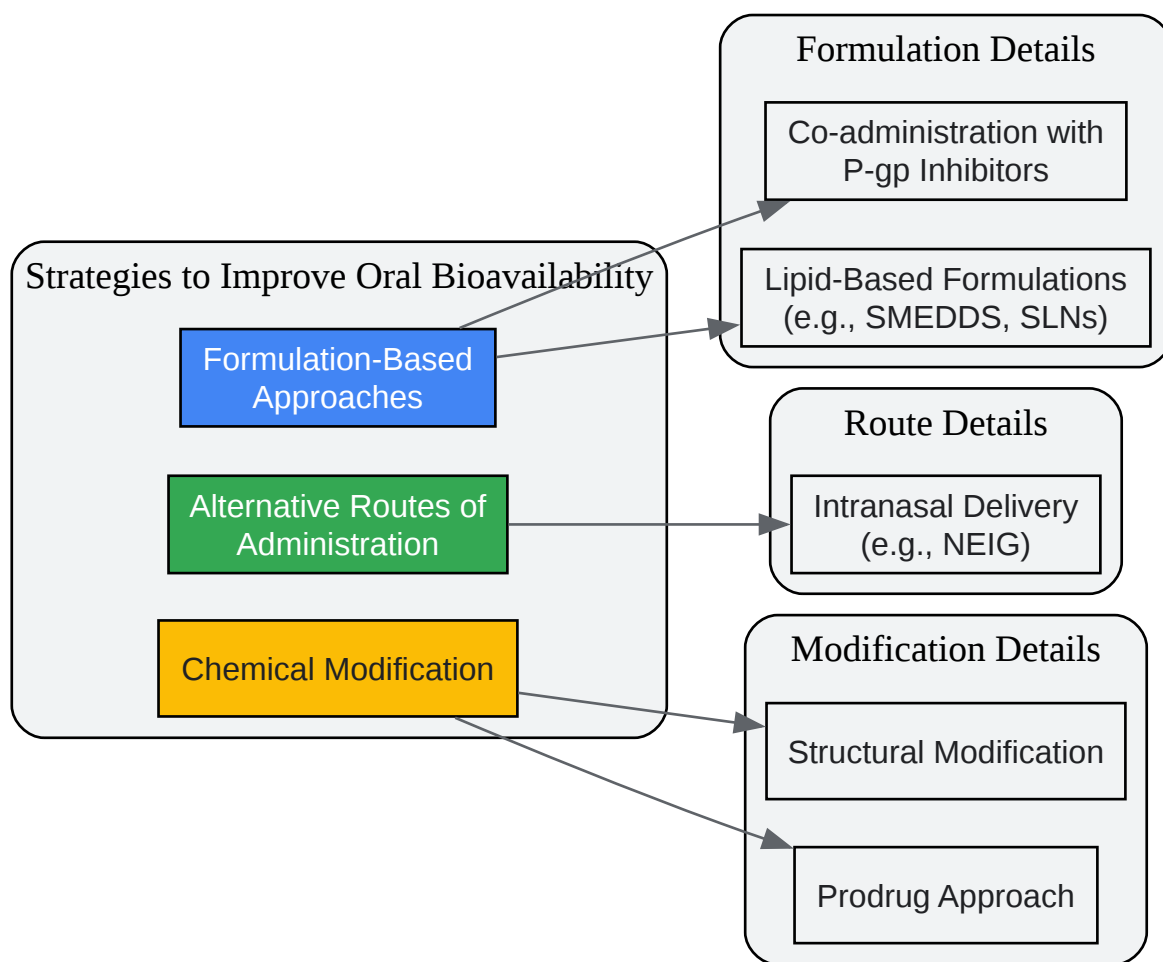 Strategies to Improve Oral Bioavailability
Formulation-Based
Approaches
Alternative Routes of
Administration
Chemical Modification
Formulation Details
Co-administration with
P-gp Inhibitors
Lipid-Based Formulations
(e.g., SMEDDS, SLNs)
Route Details
Intranasal Delivery
(e.g., NEIG)
Modification Details
Structural Modification
Prodrug Approach